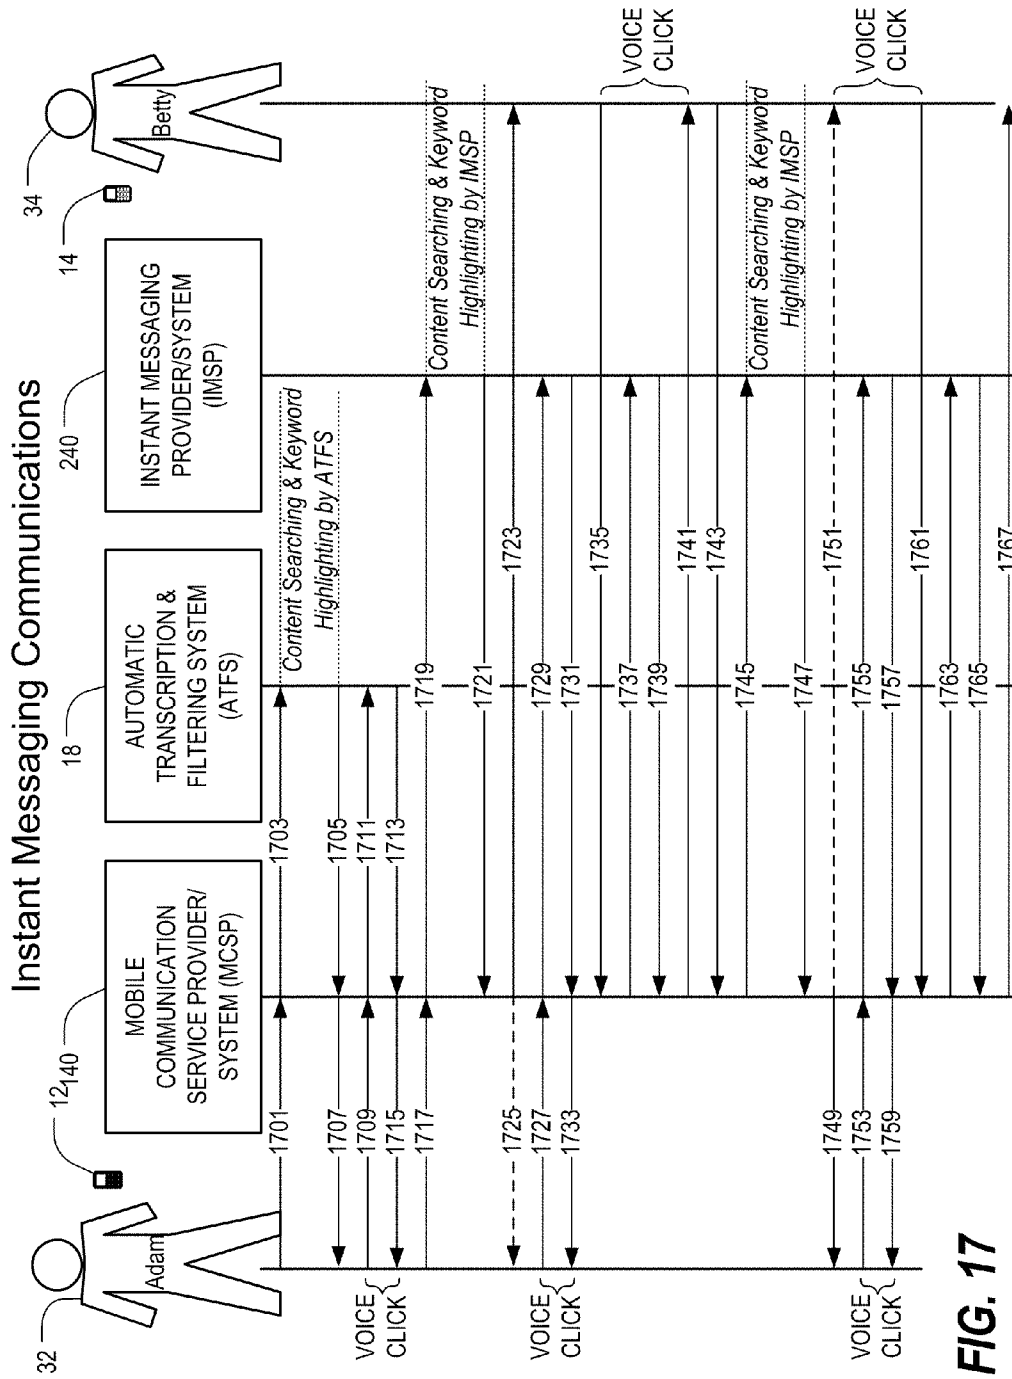 Instant Messaging Communications
32
12
140
18
240
14
34
Adam
MOBILE
COMMUNICATION
SERVICE PROVIDER/
SYSTEM (MCSP)
AUTOMATIC
TRANSCRIPTION &
FILTERING SYSTEM
(ATFS)
INSTANT MESSAGING
PROVIDER/SYSTEM
(IMSP)
Betty
1701
1703
Content Searching & Keyword
Highlighting by ATFS
1705
1707
VOICE
CLICK
1709
1711
1713
1715
1717
1719
Content Searching & Keyword
Highlighting by IMSP
1721
1723
1725
VOICE
CLICK
1727
1729
1731
1733
1735
VOICE
CLICK
1737
1739
1741
1743
1745
Content Searching & Keyword
Highlighting by IMSP
1747
1749
1751
VOICE
CLICK
1753
1755
1757
1759
VOICE
CLICK
1761
1763
1765
1767
FIG. 17